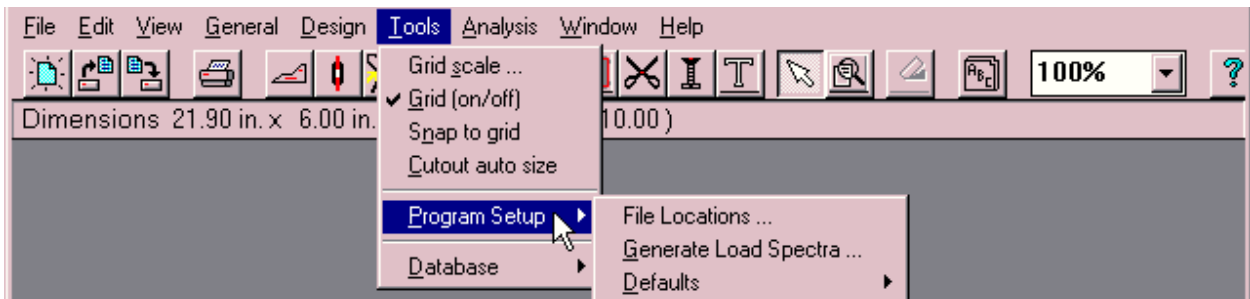 File Edit View General Design Tools Analysis Window Help
T ABC 100% ?
Grid scale ...
Grid (on/off)
Snap to grid
Cutout auto size
Program Setup
Database
Dimensions 21.90 in. x 6.00 in. 10.00 )
File Locations ...
Generate Load Spectra ...
Defaults